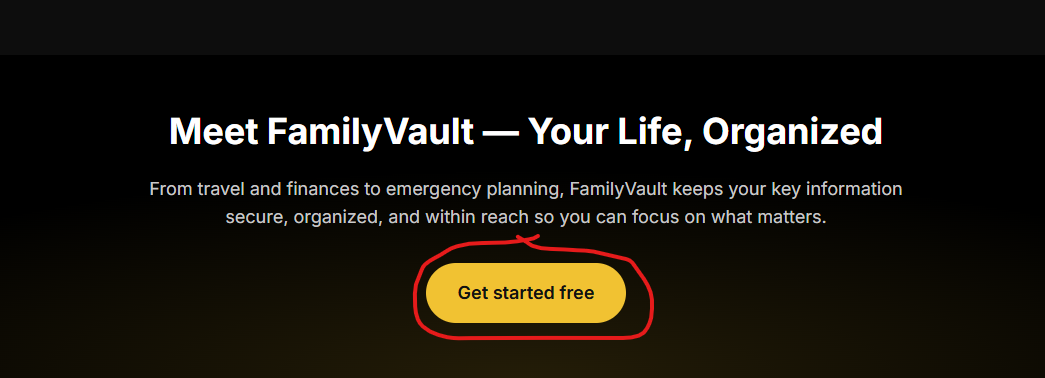 Meet FamilyVault — Your Life, Organized
From travel and finances to emergency planning, FamilyVault keeps your key information
secure, organized, and within reach so you can focus on what matters.
Get started free